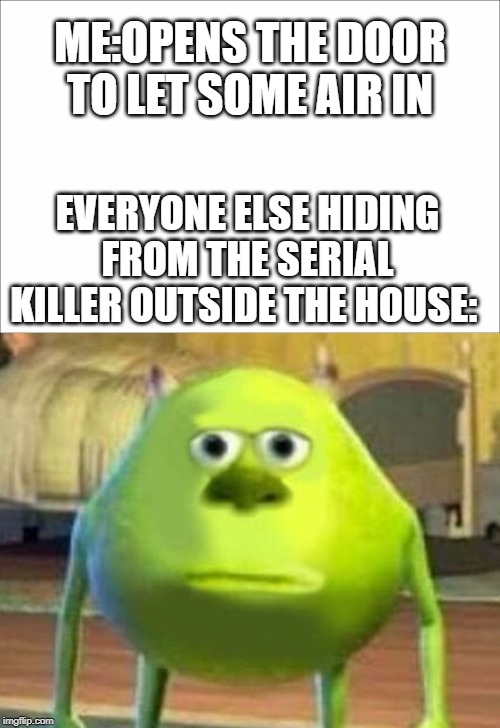 ME:OPENS THE DOOR
TO LET SOME AIR IN
EVERYONE ELSE HIDING
FROM THE SERIAL
KILLER OUTSIDE THE HOUSE:
imgflip.com